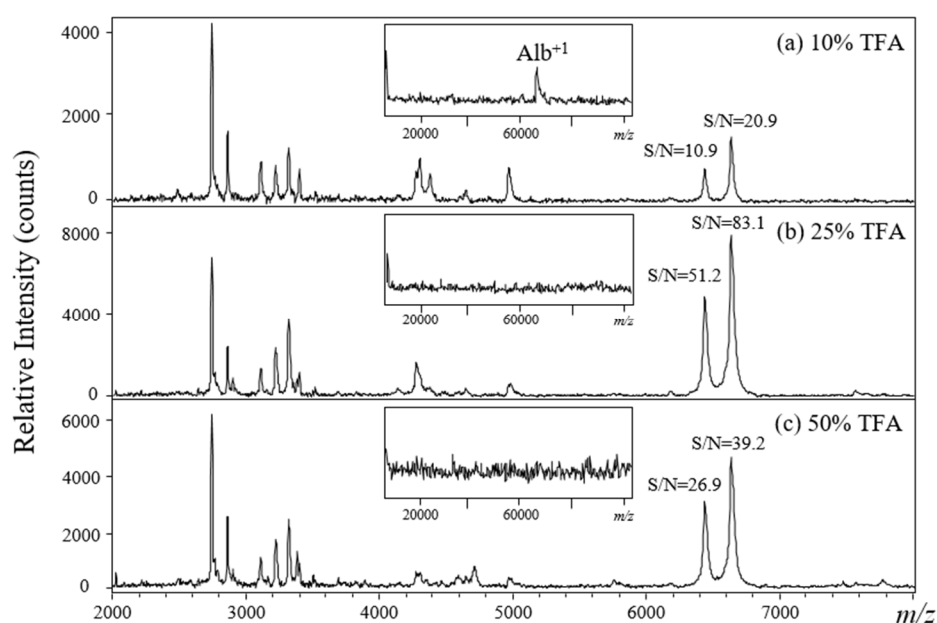 Relative Intensity (counts)
4000
2000
0
(a) 10% TFA
Alb+1
20000
60000
m/z
S/N=10.9
S/N=20.9
8000
4000
0
(b) 25% TFA
20000
60000
m/z
S/N=51.2
S/N=83.1
6000
4000
2000
0
(c) 50% TFA
20000
60000
m/z
S/N=26.9
S/N=39.2
2000 3000 4000 5000 6000 7000 m/z